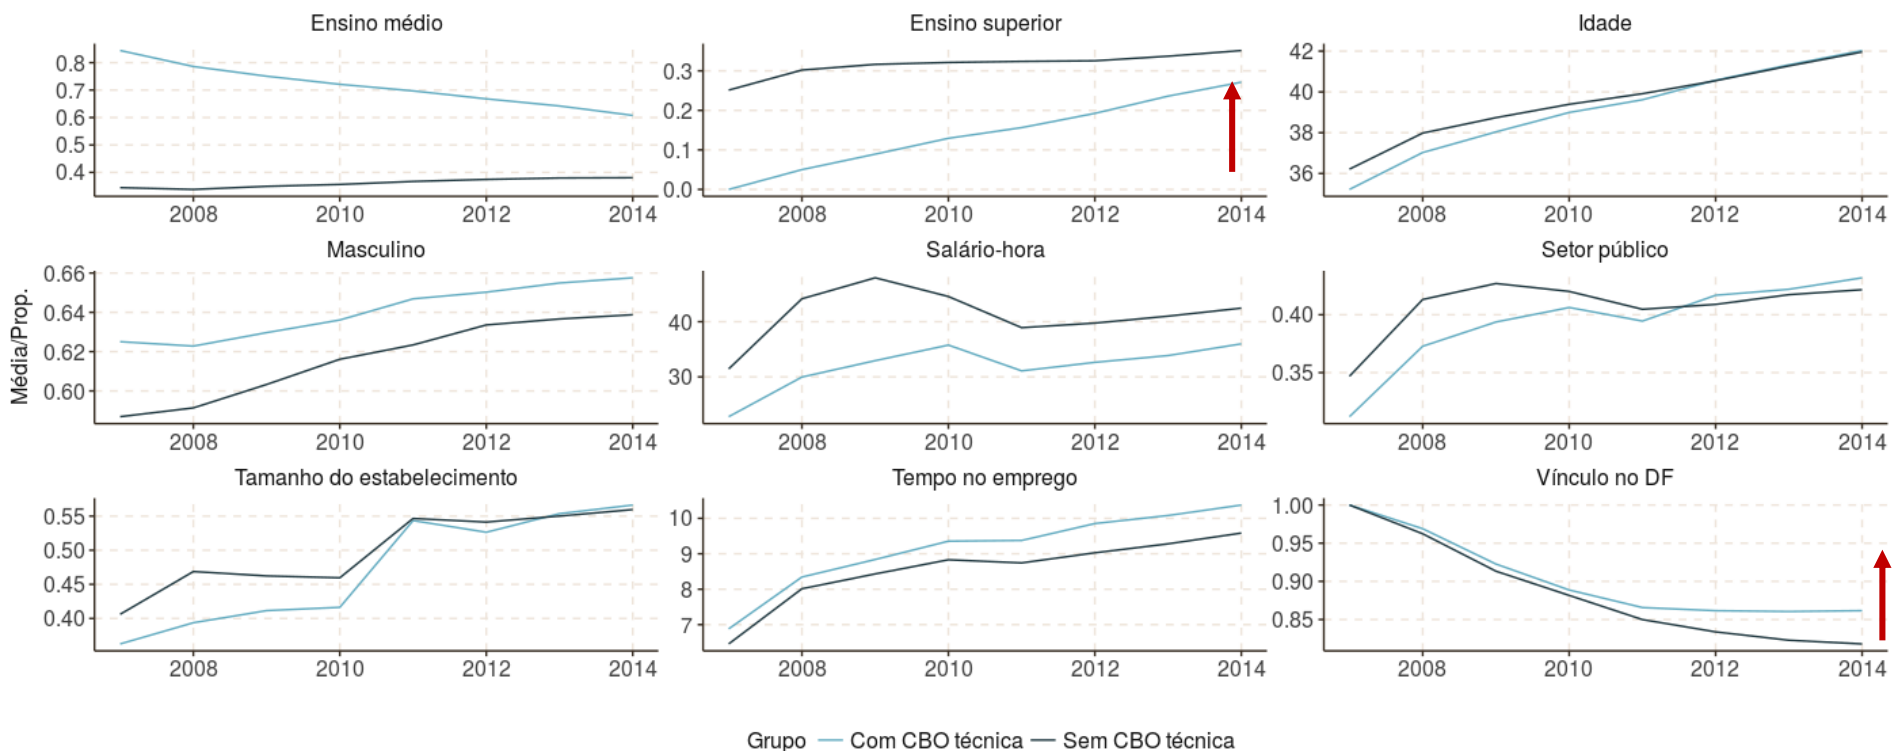 Ensino médio Ensino superior Idade
0.8 0.7 0.6 0.5 0.4
0.3 0.2 0.1 0.0
42 40 38 36
2008 2010 2012 2014 2008 2010 2012 2014 2008 2010 2012 2014
Média/Prop.
Masculino Salário-hora Setor público
0.66 0.64 0.62 0.60
40 30
0.40 0.35
2008 2010 2012 2014 2008 2010 2012 2014 2008 2010 2012 2014
Tamanho do estabelecimento Tempo no emprego Vínculo no DF
0.55 0.50 0.45 0.40
10 9 8 7
1.00 0.95 0.90 0.85
2008 2010 2012 2014 2008 2010 2012 2014 2008 2010 2012 2014
Grupo Com CBO técnica Sem CBO técnica